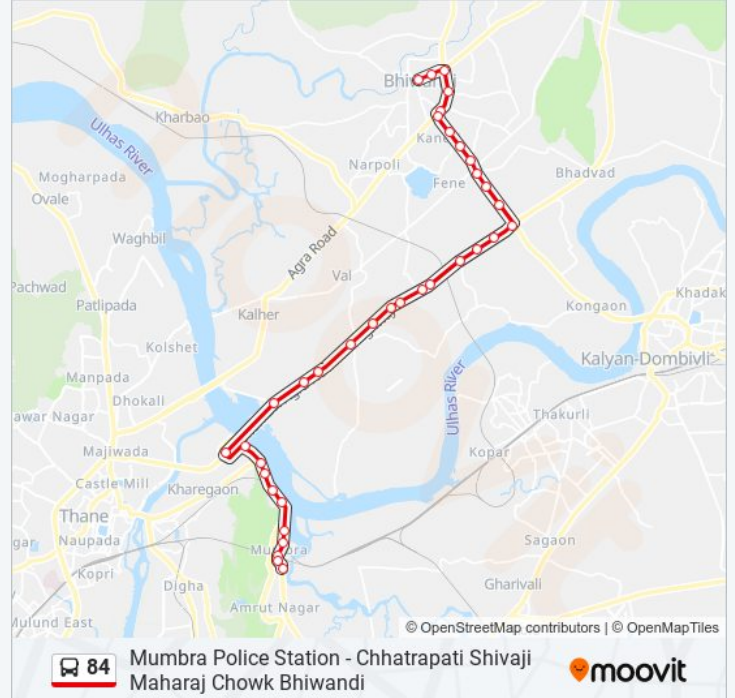 Bhiwandi
Kharbao
Ulhas River
Kane
Narpoli
Mogharpada
Fene
Bhadvad
Ovale
Waghbil
Agra Road
Val
Pachwad
Khadak
Patlipada
Kongaon
Kalher
Kolshet
Kalyan-Dombivli
Manpada
Ulhas River
Dhokali
Thakurli
awar Nagar
Majiwada
Kopar
Castle Mill
Kharegaon
Thane
gar
Naupada
Mumbra
Sagaon
Kopri
Digha
Gharivali
Amrut Nagar
Mulund East
© OpenStreetMap contributors | © OpenMapTiles
84
Mumbra Police Station - Chhatrapati Shivaji
Maharaj Chowk Bhiwandi
moovit